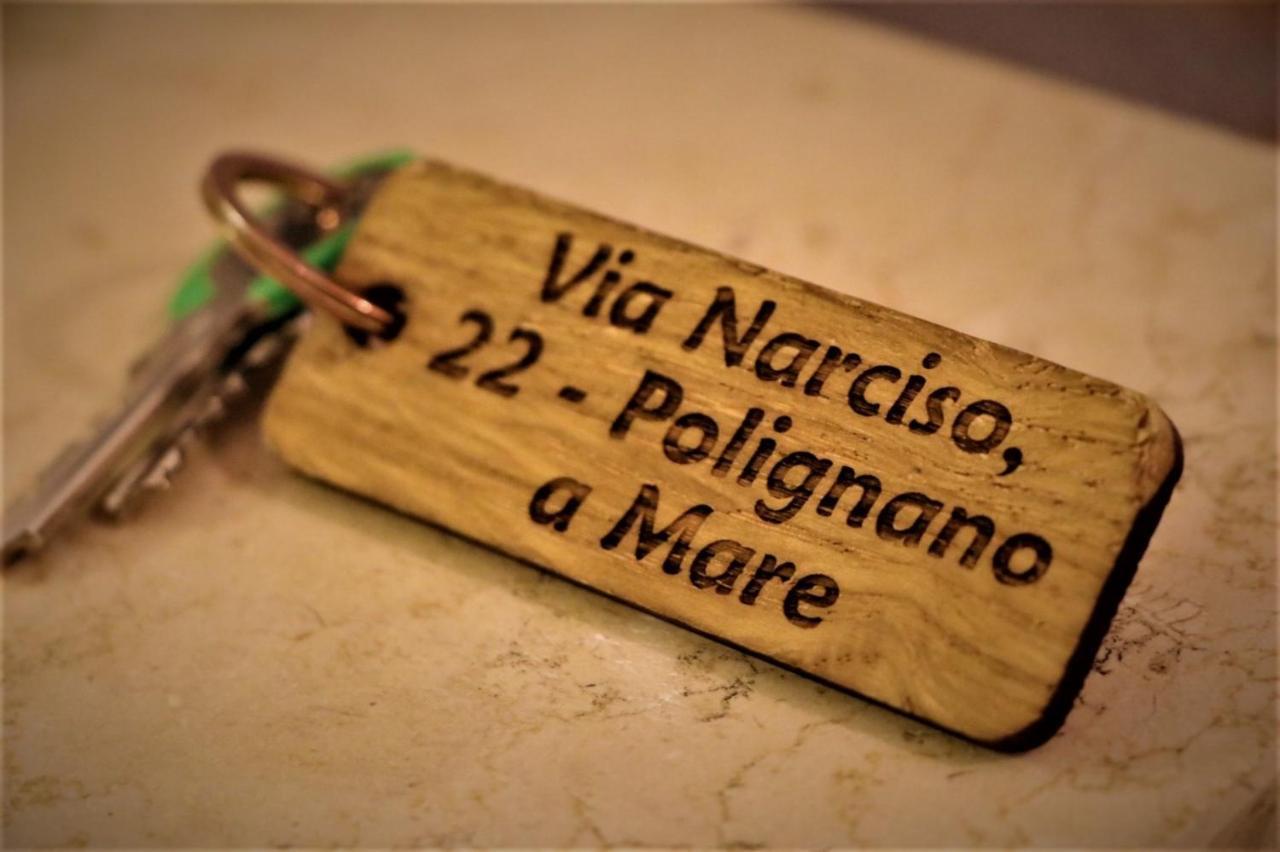 Via Narciso,
22 - Polignano
a Mare